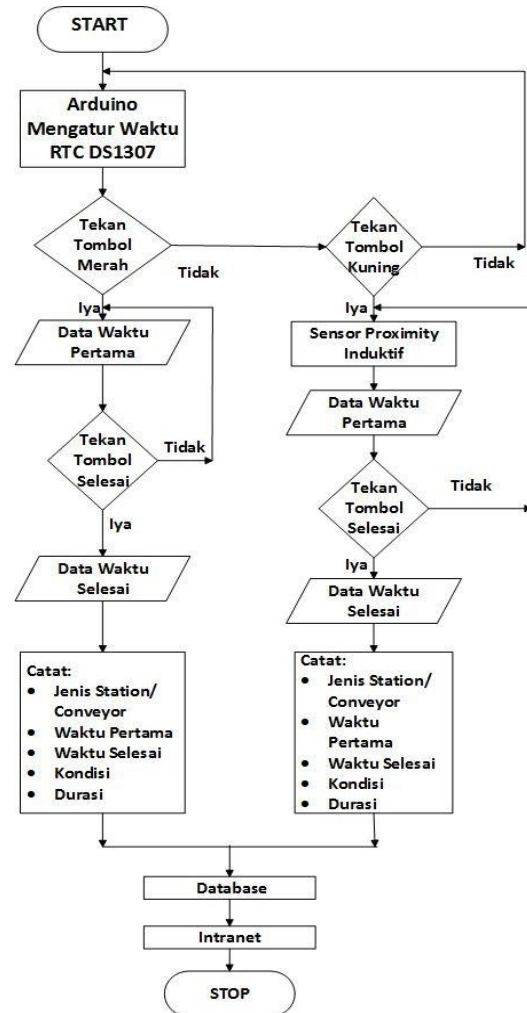 START
Arduino
Mengatur Waktu
RTC DS1307
Tekan
Tombol
Merah
Tidak
Tekan
Tombol
Kuning
Tidak
Iya
Data Waktu
Pertama
Tekan
Tombol
Selesai
Tidak
Iya
Data Waktu
Selesai
Catat:
• Jenis Station/
Conveyor
• Waktu Pertama
• Waktu Selesai
• Kondisi
• Durasi
Iya
Sensor Proximity
Induktif
Data Waktu
Pertama
Tekan
Tombol
Selesai
Tidak
Iya
Data Waktu
Selesai
Catat:
• Jenis Station/
Conveyor
• Waktu
Pertama
• Waktu Selesai
• Kondisi
• Durasi
Database
Intranet
STOP